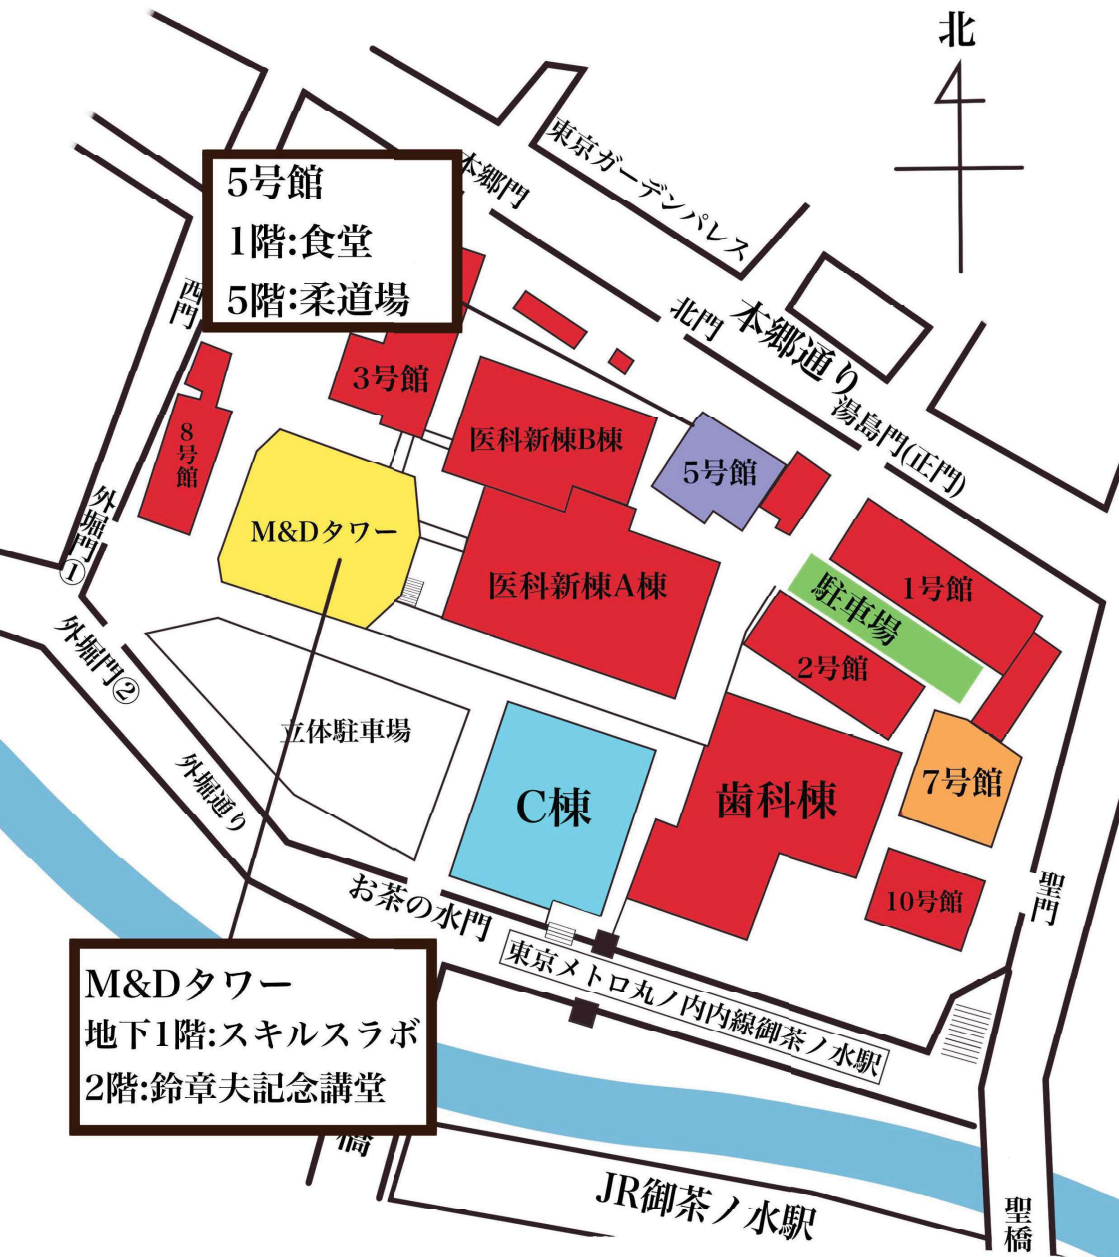 北
東京ガーデンパレス
本郷門
5号館
1階:食堂
5階:柔道場
西門
北門
本郷通り
湯島門(正門)
3号館
8号館
医科新棟B棟
5号館
M&Dタワー
外堀門①
医科新棟A棟
1号館
駐車場
2号館
外堀門②
立体駐車場
7号館
外堀通り
C棟
歯科棟
10号館
聖門
お茶の水門
東京メトロ丸ノ内内線御茶ノ水駅
M&Dタワー
地下1階:スキルスラボ
2階:鈴章夫記念講堂
橋
JR御茶ノ水駅
聖橋